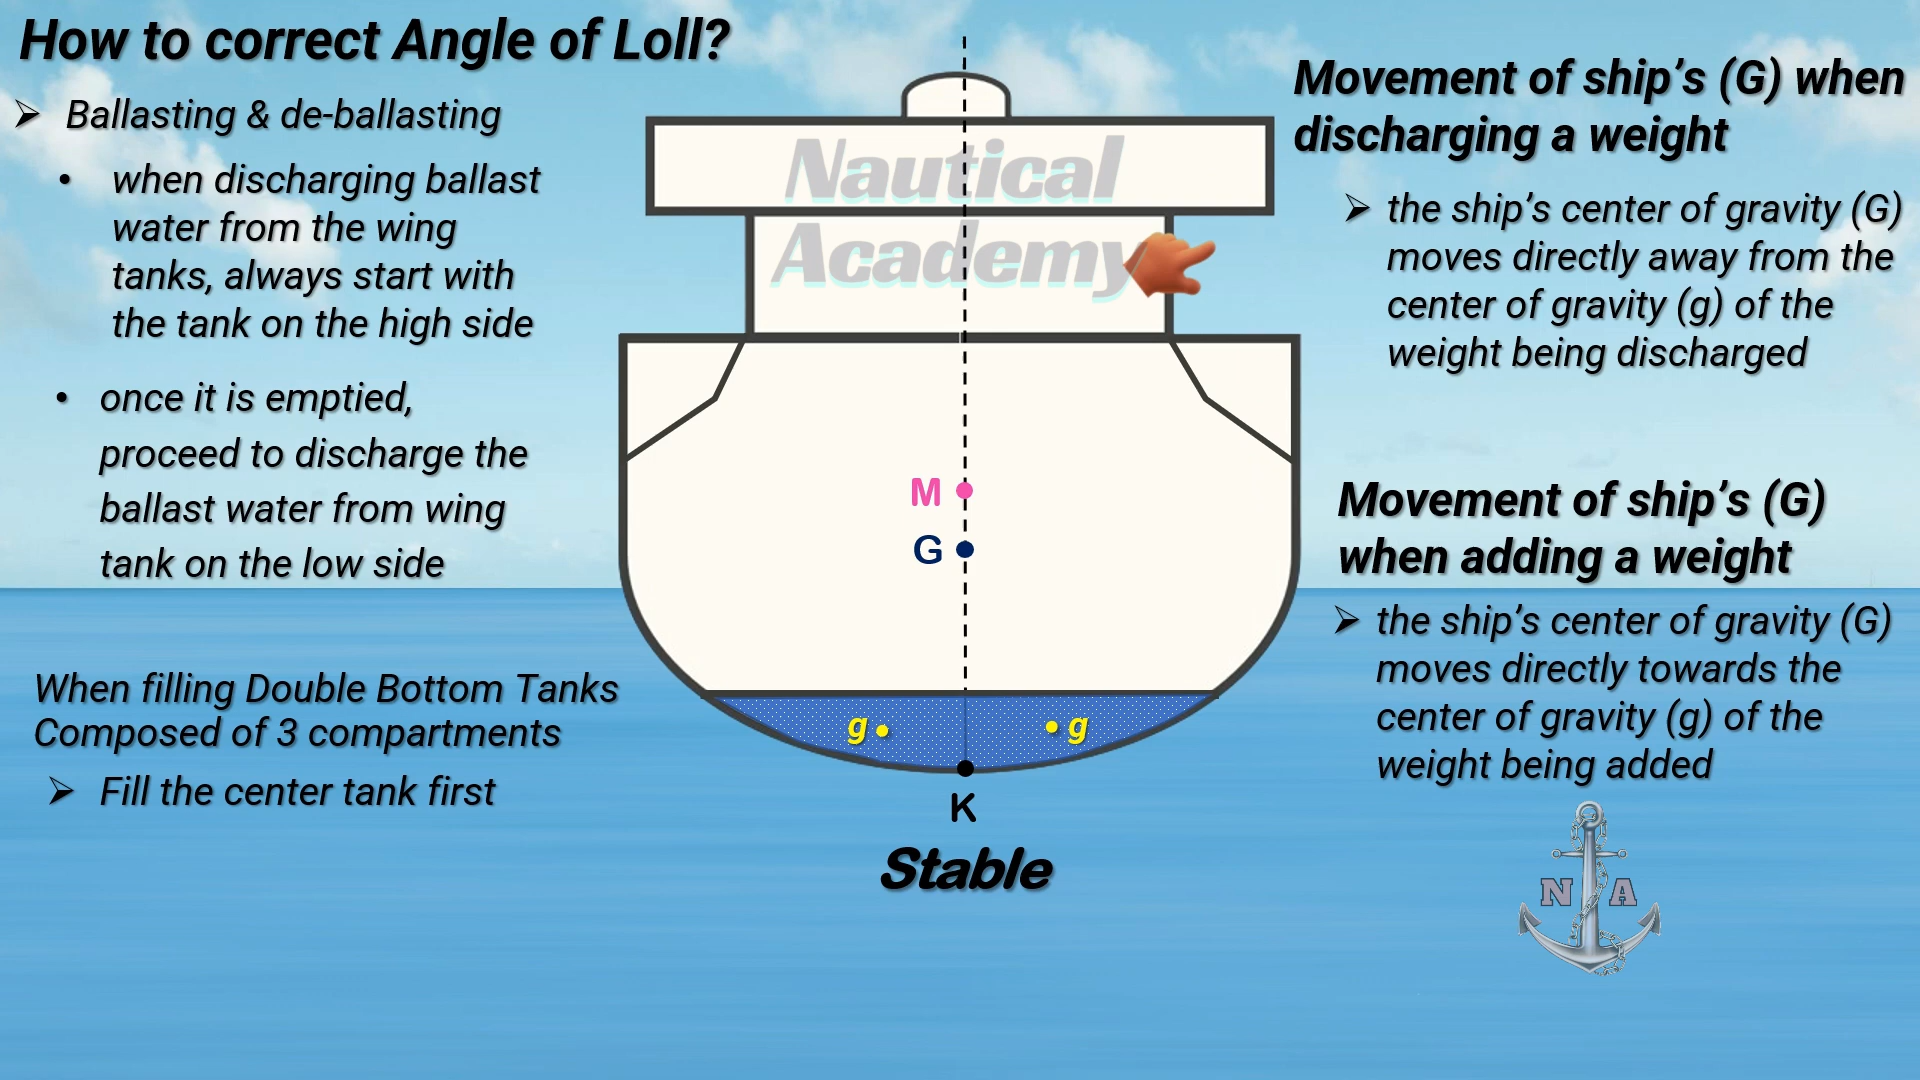 How to correct Angle of Loll?
Ballasting & de-ballasting
when discharging ballast
water from the wing
tanks, always start with
the tank on the high side
once it is emptied,
proceed to discharge the
ballast water from wing
tank on the low side
When filling Double Bottom Tanks
Composed of 3 compartments
Fill the center tank first
Nautical
Academy
M
G
g
g
K
Stable
Movement of ship's (G) when
discharging a weight
the ship's center of gravity (G)
moves directly away from the
center of gravity (g) of the
weight being discharged
Movement of ship's (G)
when adding a weight
the ship's center of gravity (G)
moves directly towards the
center of gravity (g) of the
weight being added
N A